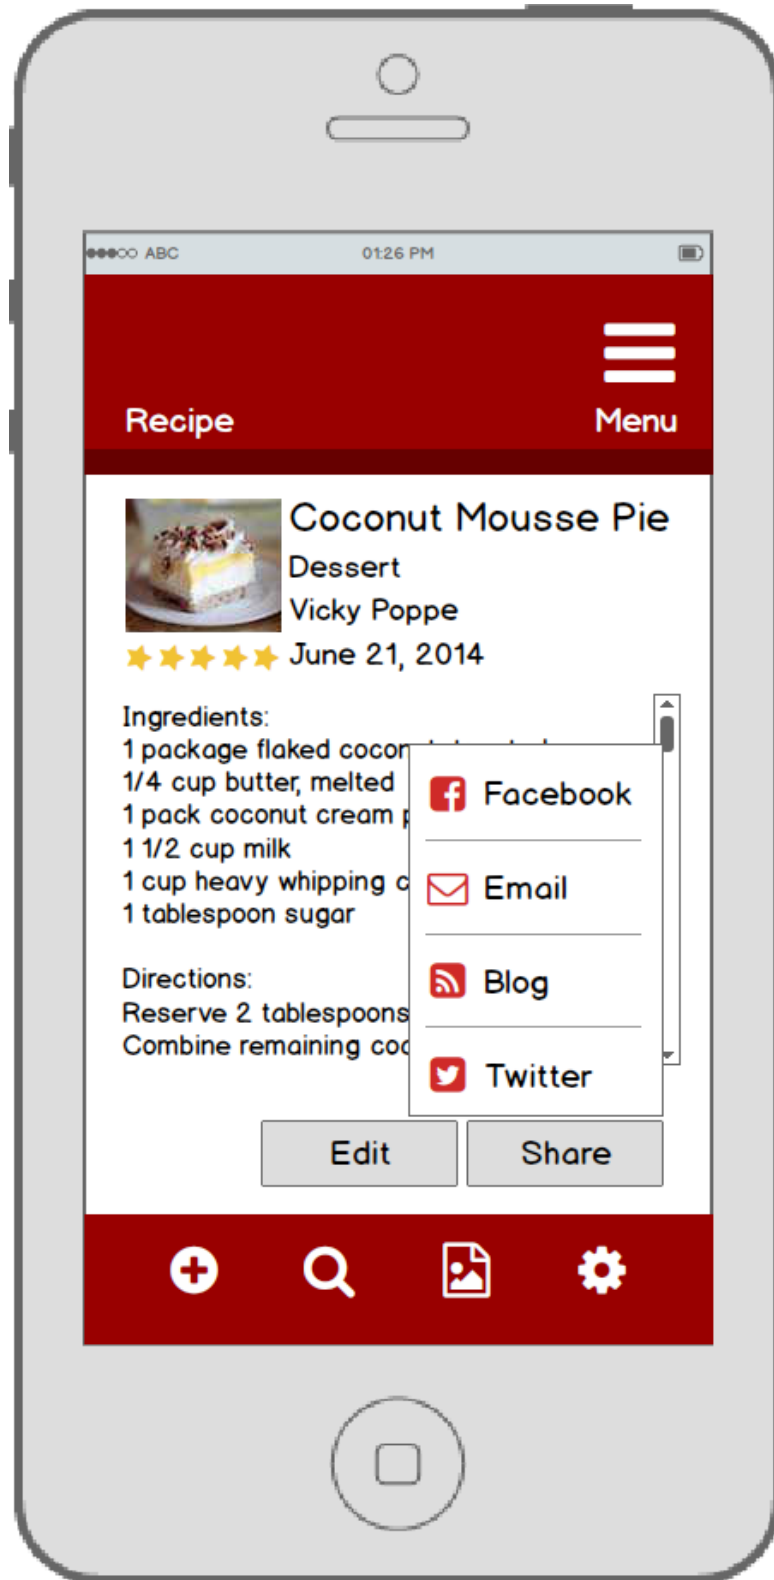 ABC 01:26 PM
Recipe Menu
Coconut Mousse Pie
Dessert
Vicky Poppe
June 21, 2014
Ingredients:
1 package flaked
1/4 cup butter, melted
1 pack coconut cream
1 1/2 cup milk
1 cup heavy whipping
1 tablespoon sugar
Directions:
Reserve 2 tablespoons
Combine remaining
Facebook
Email
Blog
Twitter
Edit Share